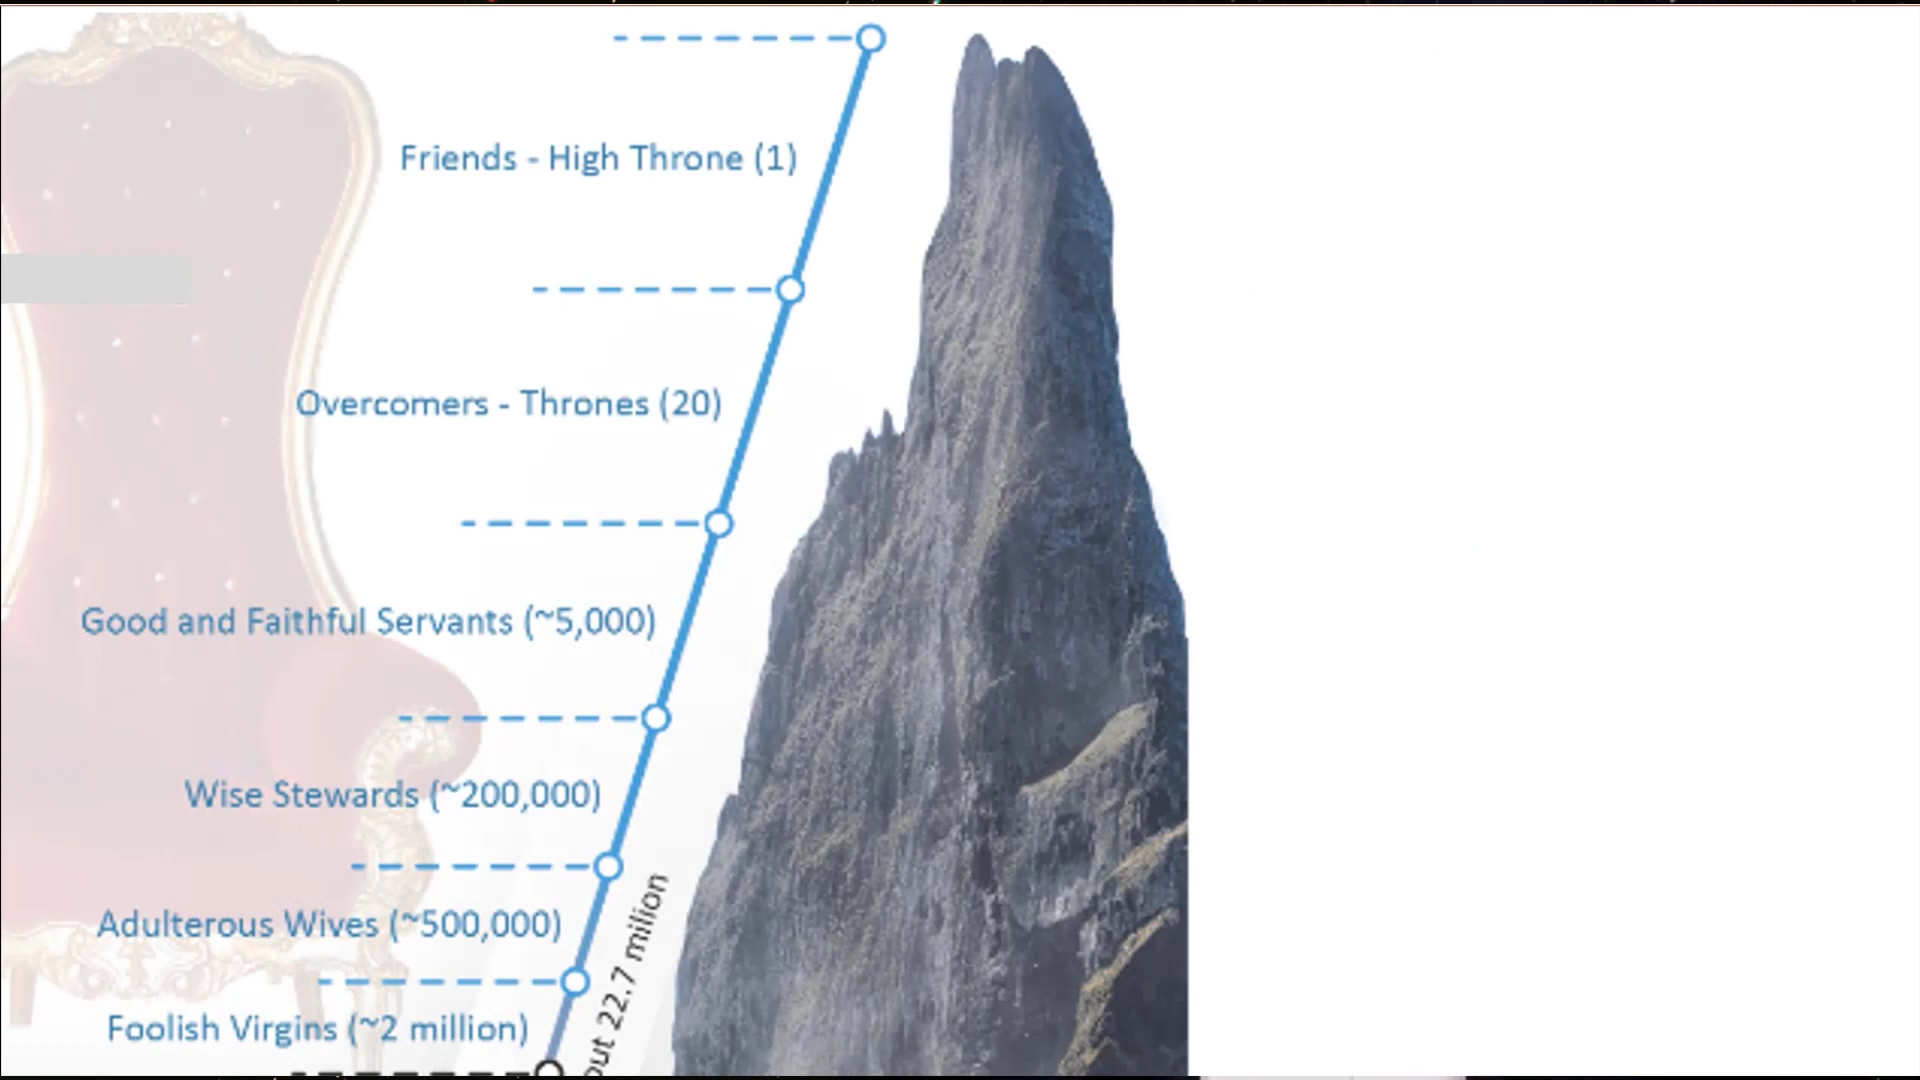 Friends - High Throne (1)
Overcomers - Thrones (20)
Good and Faithful Servants (~5,000)
Wise Stewards (~200,000)
Adulterous Wives (~500,000)
Foolish Virgins (~2 million)
22.7 milion